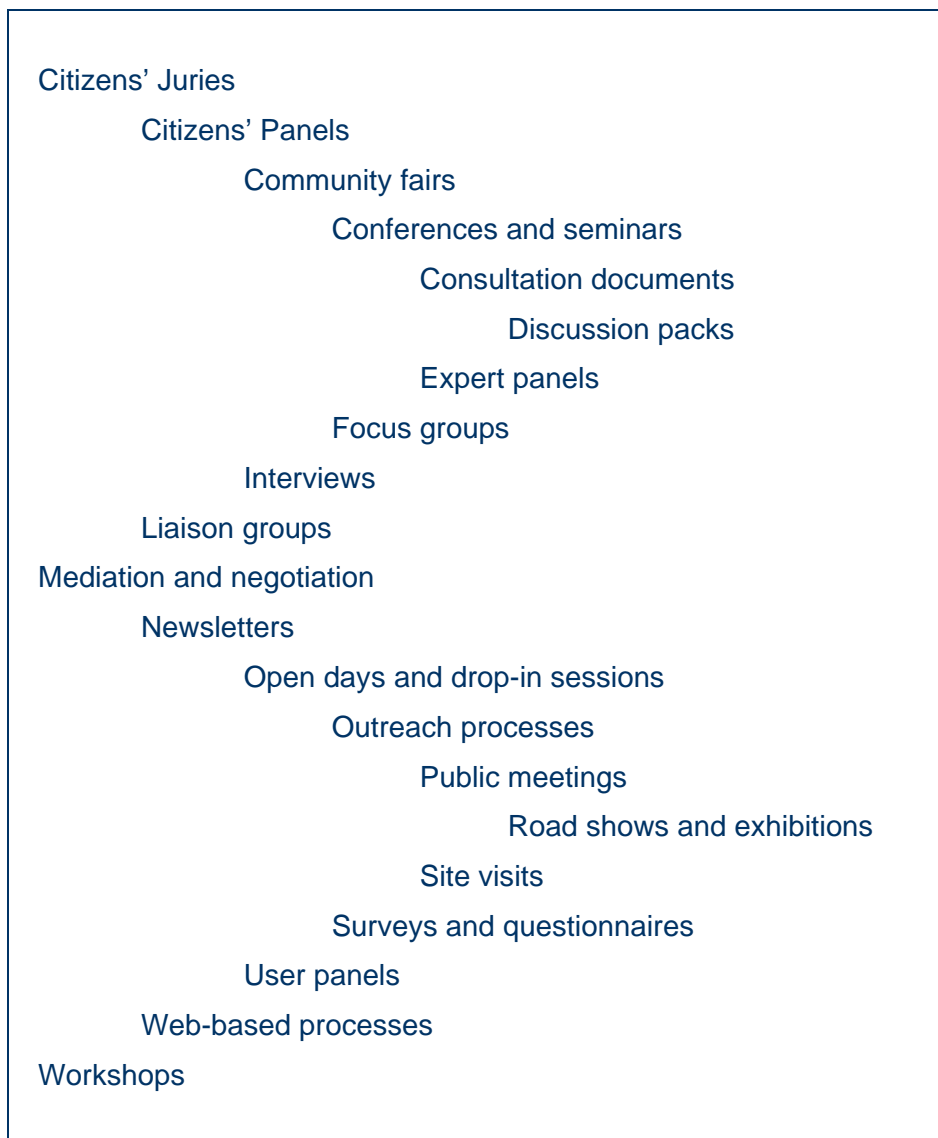 Citizens’ Juries
Citizens’ Panels
Community fairs
Conferences and seminars
Consultation documents
Discussion packs
Expert panels
Focus groups
Interviews
Liaison groups
Mediation and negotiation
Newsletters
Open days and drop-in sessions
Outreach processes
Public meetings
Road shows and exhibitions
Site visits
Surveys and questionnaires
User panels
Web-based processes
Workshops